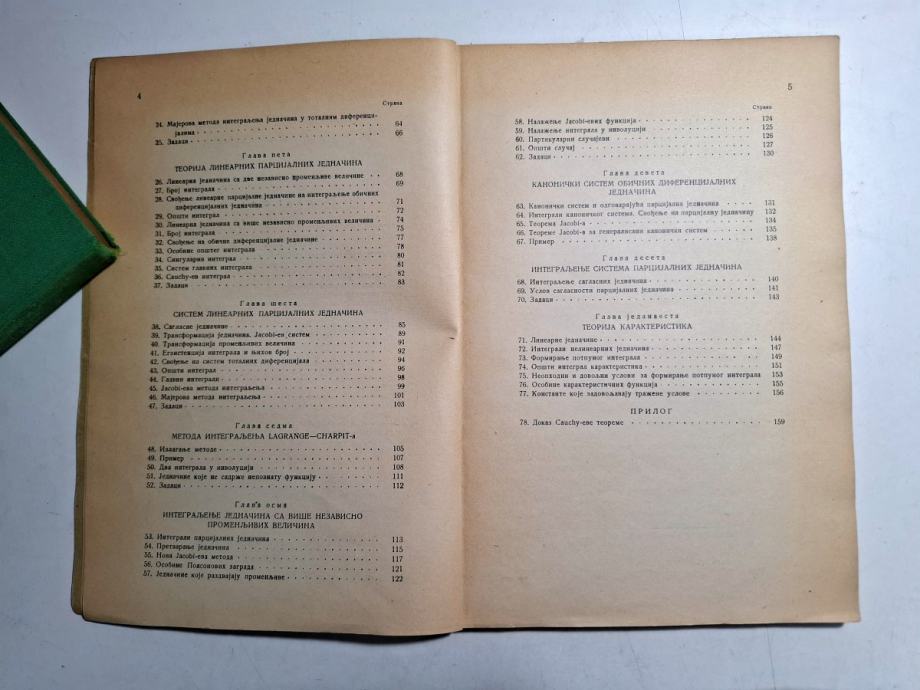 4
Страна
24. Мајерова метода интеграљења једначина у тоталним диференци-
јалима 64
25. Задаци 66
Глава пета
ТЕОРИЈА ЛИНЕАРНИХ ПАРЦИЈАЛНИХ ЈЕДНАЧИНА
26. Линеарна једначина са две независно променљиве величине 68
27. Број интеграла 69
28. Свођење линеарне парцијалне једначине на интеграљење обичних
диференцијалних једначина 71
29. Општи интеграл 72
30. Линеарна једначина са више независно променљивих величина 74
31. Број интеграла 75
32. Свођење на обичне диференцијалне једначине 77
33. Особине општег интеграла 78
34. Сингуларни интеграл 80
35. Систем главних интеграла 81
36. Cauchy-ев интеграл 82
37. Задаци 83
Глава шеста
СИСТЕМ ЛИНЕАРНИХ ПАРЦИЈАЛНИХ ЈЕДНАЧИНА
38. Сагласне једначине 85
39. Трансформација једначина. Jacobi-ев систем 89
40. Трансформација променљивих величина 91
41. Егзистенција интеграла и њихов број 92
42. Свођење на систем тоталних диференцијала 94
43. Општи интеграл 96
44. Главни интеграли 98
45. Jacobi-ева метода интеграљења 99
46. Мајерова метода интеграљења 101
47. Задаци 103
Глава седма
МЕТОДА ИНТЕГРАЉЕЊА LAGRANGE—CHARPIT-а
48. Излагање методе 105
49. Пример 107
50. Два интеграла у инволуцији 108
51. Једначине које не садрже непознату функцију 111
52. Задаци 112
Глава осма
ИНТЕГРАЉЕЊЕ ЈЕДНАЧИНА СА ВИШЕ НЕЗАВИСНО
ПРОМЕНЉИВИХ ВЕЛИЧИНА
53. Интеграли парцијалних једначина 113
54. Претварање једначина 115
55. Нова Jacobi-ева метода 117
56. Особине Поасонових заграда 121
57. Једначине које раздвајају променљиве 122
5
Страна
58. Налажење Jacobi-евих функција 124
59. Налажење интеграла у инволуцији 125
60. Партикуларни случајеви 126
61. Општи случај 127
62. Задаци 130
Глава девета
КАНОНИЧКИ СИСТЕМ ОБИЧНИХ ДИФЕРЕНЦИЈАЛНИХ
ЈЕДНАЧИНА
63. Канонички систем и одговарајућа парцијална једначина 131
64. Интеграли каноничког система. Свођење на парцијалну једначину 132
65. Теорема Jacobi-а 134
66. Теореме Jacobi-а за генералисани канонички систем 135
67. Пример 138
Глава десета
ИНТЕГРАЉЕЊЕ СИСТЕМА ПАРЦИЈАЛНИХ ЈЕДНАЧИНА
68. Интеграљење сагласних једначина 140
69. Услов сагласности парцијалних једначина 141
70. Задаци 143
Глава једанаеста
ТЕОРИЈА КАРАКТЕРИСТИКА
71. Линеарне једначине 144
72. Интеграли нелинеарних једначина 147
73. Формирање потпуног интеграла 149
74. Општи интеграл карактеристика 151
75. Неопходни и довољни услови за формирање потпуног интеграла 153
76. Особине карактеристичних функција 155
77. Константе које задовољавају тражене услове 156
ПРИЛОГ
78. Доказ Cauchy-еве теореме 159